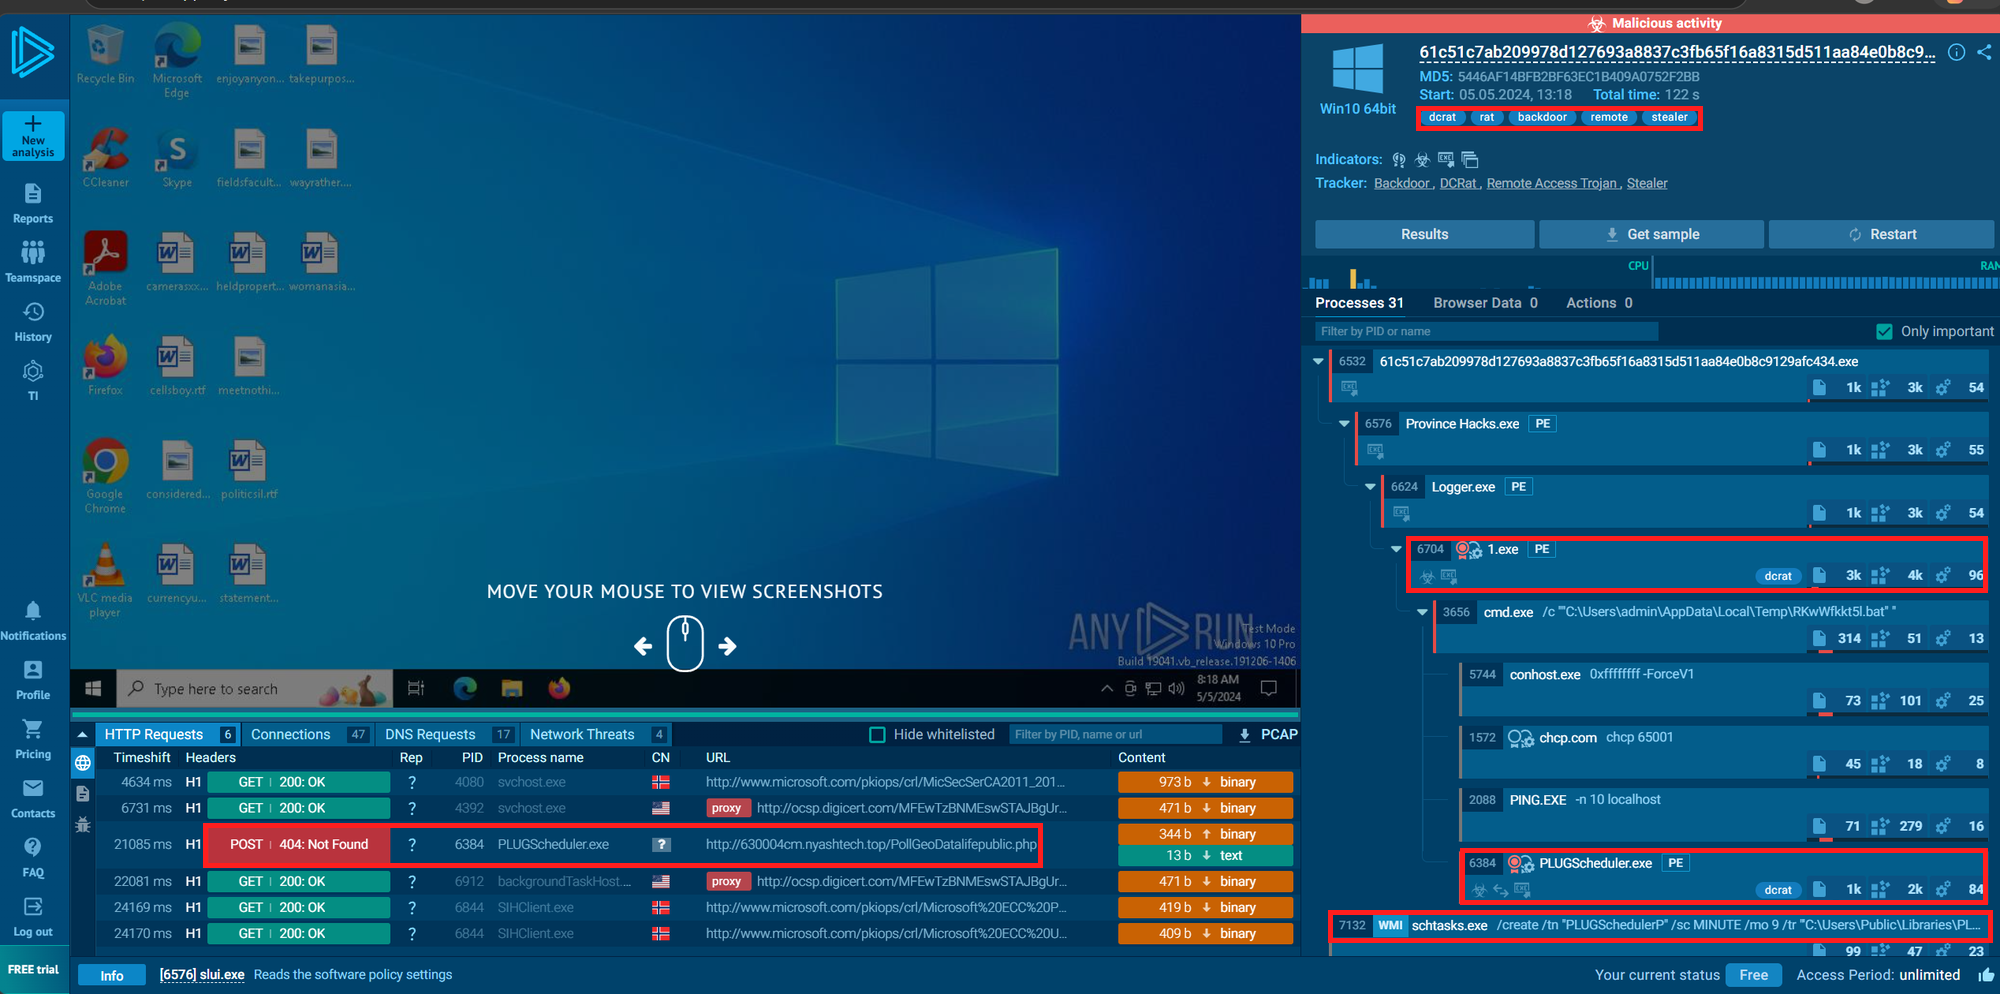 Malicious activity
61c51c7ab209978d127693a8837c3fb65f16a8315d511aa84e0b8c9...
MD5: 5446AF14BFB2BF63EC1B409A0752F2BB
Start: 05.05.2024, 13:18 Total time: 122 s
Win10 64bit
dcrat rat backdoor remote stealer
Indicators:
Tracker: Backdoor, DCRat, Remote Access Trojan, Stealer
Results Get sample Restart
CPU RAM
Processes 31 Browser Data 0 Actions 0
Filter by PID or name Only important
6532 61c51c7ab209978d127693a8837c3fb65f16a8315d511aa84e0b8c9129afc434.exe
1k 3k 54
6576 Province Hacks.exe PE
1k 3k 55
6624 Logger.exe PE
1k 3k 54
6704 1.exe PE
dcrat 3k 4k 96
3656 cmd.exe /c ""C:\Users\admin\AppData\Local\Temp\RKwWfkkt5l.bat" "
314 51 13
5744 conhost.exe 0xffffffff -ForceV1
73 101 25
1572 chcp.com chcp 65001
45 18 8
2088 PING.EXE -n 10 localhost
71 279 16
6384 PLUGScheduler.exe PE
dcrat 1k 2k 84
7132 WMI schtasks.exe /create /tn "PLUGSchedulerP" /sc MINUTE /mo 9 /tr "'C:\Users\Public\Libraries\PL...
99 47 23
New analysis
Reports
Teamspace
History
TI
Notifications
Profile
Pricing
Contacts
FAQ
Log out
FREE trial
Recycle Bin Microsoft Edge enjoyanyon... takepurpos...
CCleaner Skype fieldsfacult... wayrather....
Adobe Acrobat camerasxx... heldpropert... womanasia...
Firefox cellsboy.rtf meetnothi...
Google Chrome considered... politicsil.rtf
VLC media player currencyu... statement...
MOVE YOUR MOUSE TO VIEW SCREENSHOTS
ANY RUN
Test Mode
Windows 10 Pro
Build 19041.vb_release.191206-1406
Type here to search
8:18 AM
5/5/2024
HTTP Requests 6 Connections 47 DNS Requests 17 Network Threats 4 Hide whitelisted Filter by PID, name or url PCAP
Timeshift Headers Rep PID Process name CN URL Content
4634 ms H1 GET 200: OK ? 4080 svchost.exe http://www.microsoft.com/pkiops/crl/MicSecSerCA2011_201... 973 b binary
6731 ms H1 GET 200: OK ? 4392 svchost.exe proxy http://ocsp.digicert.com/MFEwTzBNMEswSTAJBgUr... 471 b binary
21085 ms H1 POST 404: Not Found ? 6384 PLUGScheduler.exe ? http://630004cm.nyashtech.top/PollGeoDatalifepublic.php 344 b binary
13 b text
22081 ms H1 GET 200: OK ? 6912 backgroundTaskHost.... proxy http://ocsp.digicert.com/MFEwTzBNMEswSTAJBgUr... 471 b binary
24169 ms H1 GET 200: OK ? 6844 SIHClient.exe http://www.microsoft.com/pkiops/crl/Microsoft%20ECC%20P... 419 b binary
24170 ms H1 GET 200: OK ? 6844 SIHClient.exe http://www.microsoft.com/pkiops/crl/Microsoft%20ECC%20U... 409 b binary
Info [6576] slui.exe Reads the software policy settings
Your current status Free Access Period: unlimited